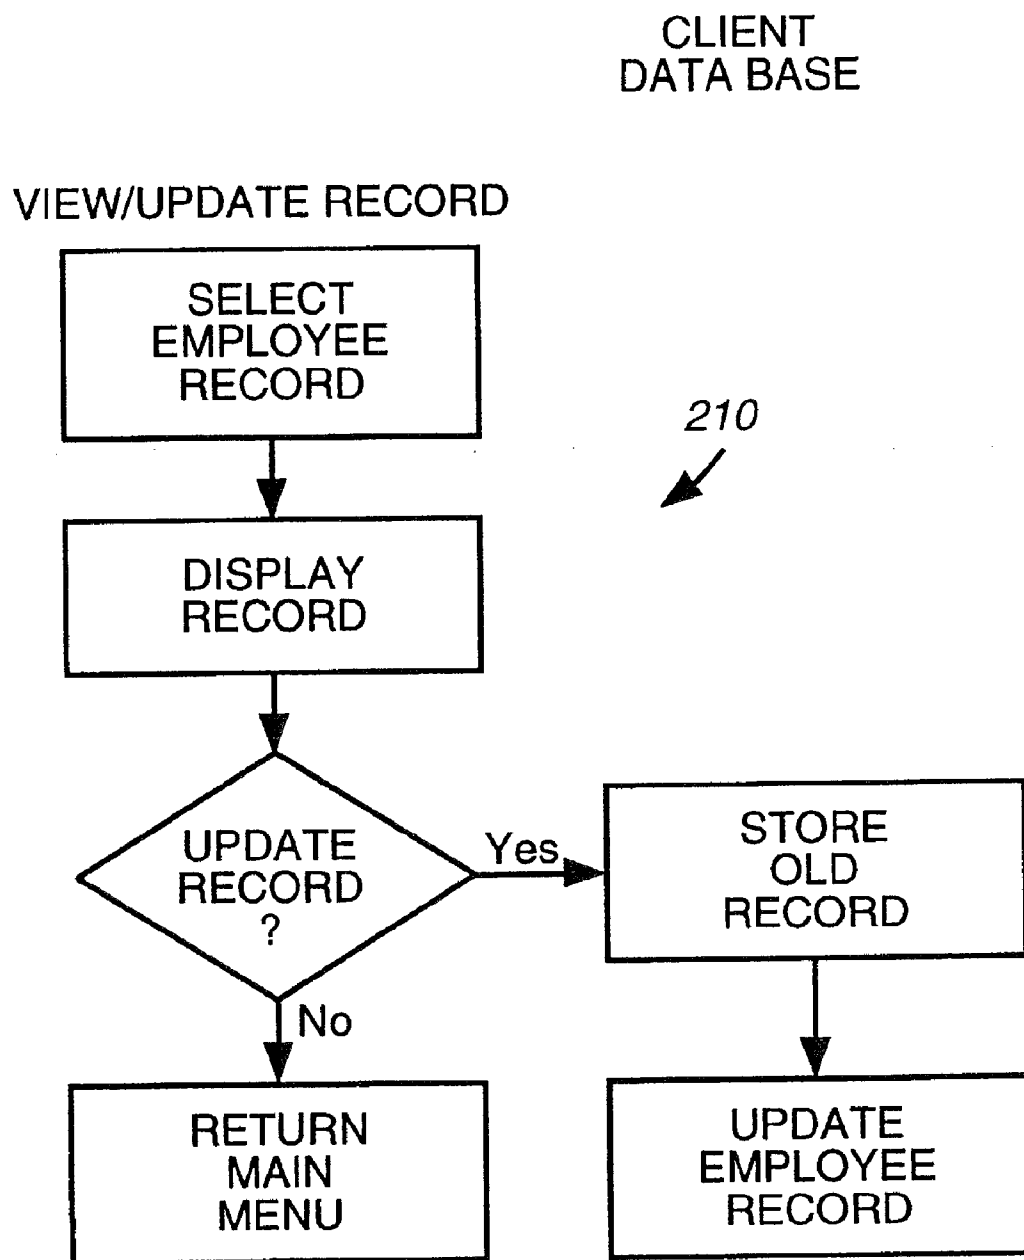 CLIENT
DATA BASE
VIEW/UPDATE RECORD
SELECT
EMPLOYEE
RECORD
210
DISPLAY
RECORD
UPDATE
RECORD
?
Yes
STORE
OLD
RECORD
No
RETURN
MAIN
MENU
UPDATE
EMPLOYEE
RECORD